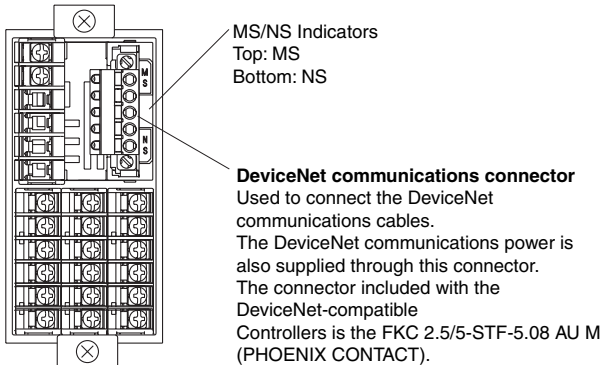 MS/NS Indicators
Top: MS
Bottom: NS
M
S
N
S
DeviceNet communications connector
Used to connect the DeviceNet
communications cables.
The DeviceNet communications power is
also supplied through this connector.
The connector included with the
DeviceNet-compatible
Controllers is the FKC 2.5/5-STF-5.08 AU M
(PHOENIX CONTACT).